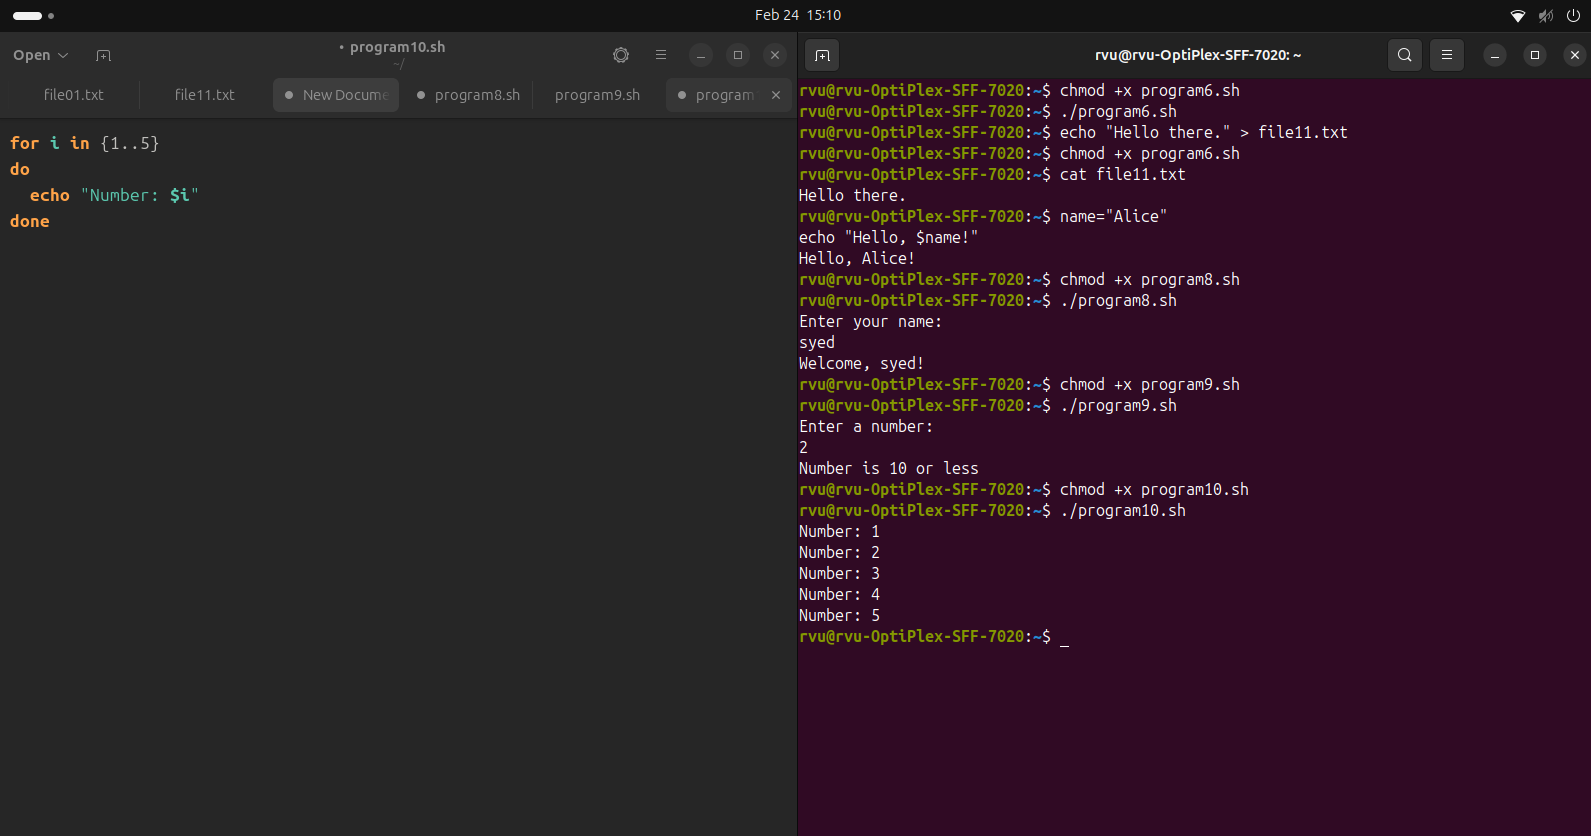 Feb 24 15:10
Open
• program10.sh
~/
file01.txt
file11.txt
New Docume
program8.sh
program9.sh
program
for i in {1..5}
do
  echo "Number: $i"
done
rvu@rvu-OptiPlex-SFF-7020: ~
rvu@rvu-OptiPlex-SFF-7020:~$ chmod +x program6.sh
rvu@rvu-OptiPlex-SFF-7020:~$ ./program6.sh
rvu@rvu-OptiPlex-SFF-7020:~$ echo "Hello there." > file11.txt
rvu@rvu-OptiPlex-SFF-7020:~$ chmod +x program6.sh
rvu@rvu-OptiPlex-SFF-7020:~$ cat file11.txt
Hello there.
rvu@rvu-OptiPlex-SFF-7020:~$ name="Alice"
echo "Hello, $name!"
Hello, Alice!
rvu@rvu-OptiPlex-SFF-7020:~$ chmod +x program8.sh
rvu@rvu-OptiPlex-SFF-7020:~$ ./program8.sh
Enter your name:
syed
Welcome, syed!
rvu@rvu-OptiPlex-SFF-7020:~$ chmod +x program9.sh
rvu@rvu-OptiPlex-SFF-7020:~$ ./program9.sh
Enter a number:
2
Number is 10 or less
rvu@rvu-OptiPlex-SFF-7020:~$ chmod +x program10.sh
rvu@rvu-OptiPlex-SFF-7020:~$ ./program10.sh
Number: 1
Number: 2
Number: 3
Number: 4
Number: 5
rvu@rvu-OptiPlex-SFF-7020:~$ _